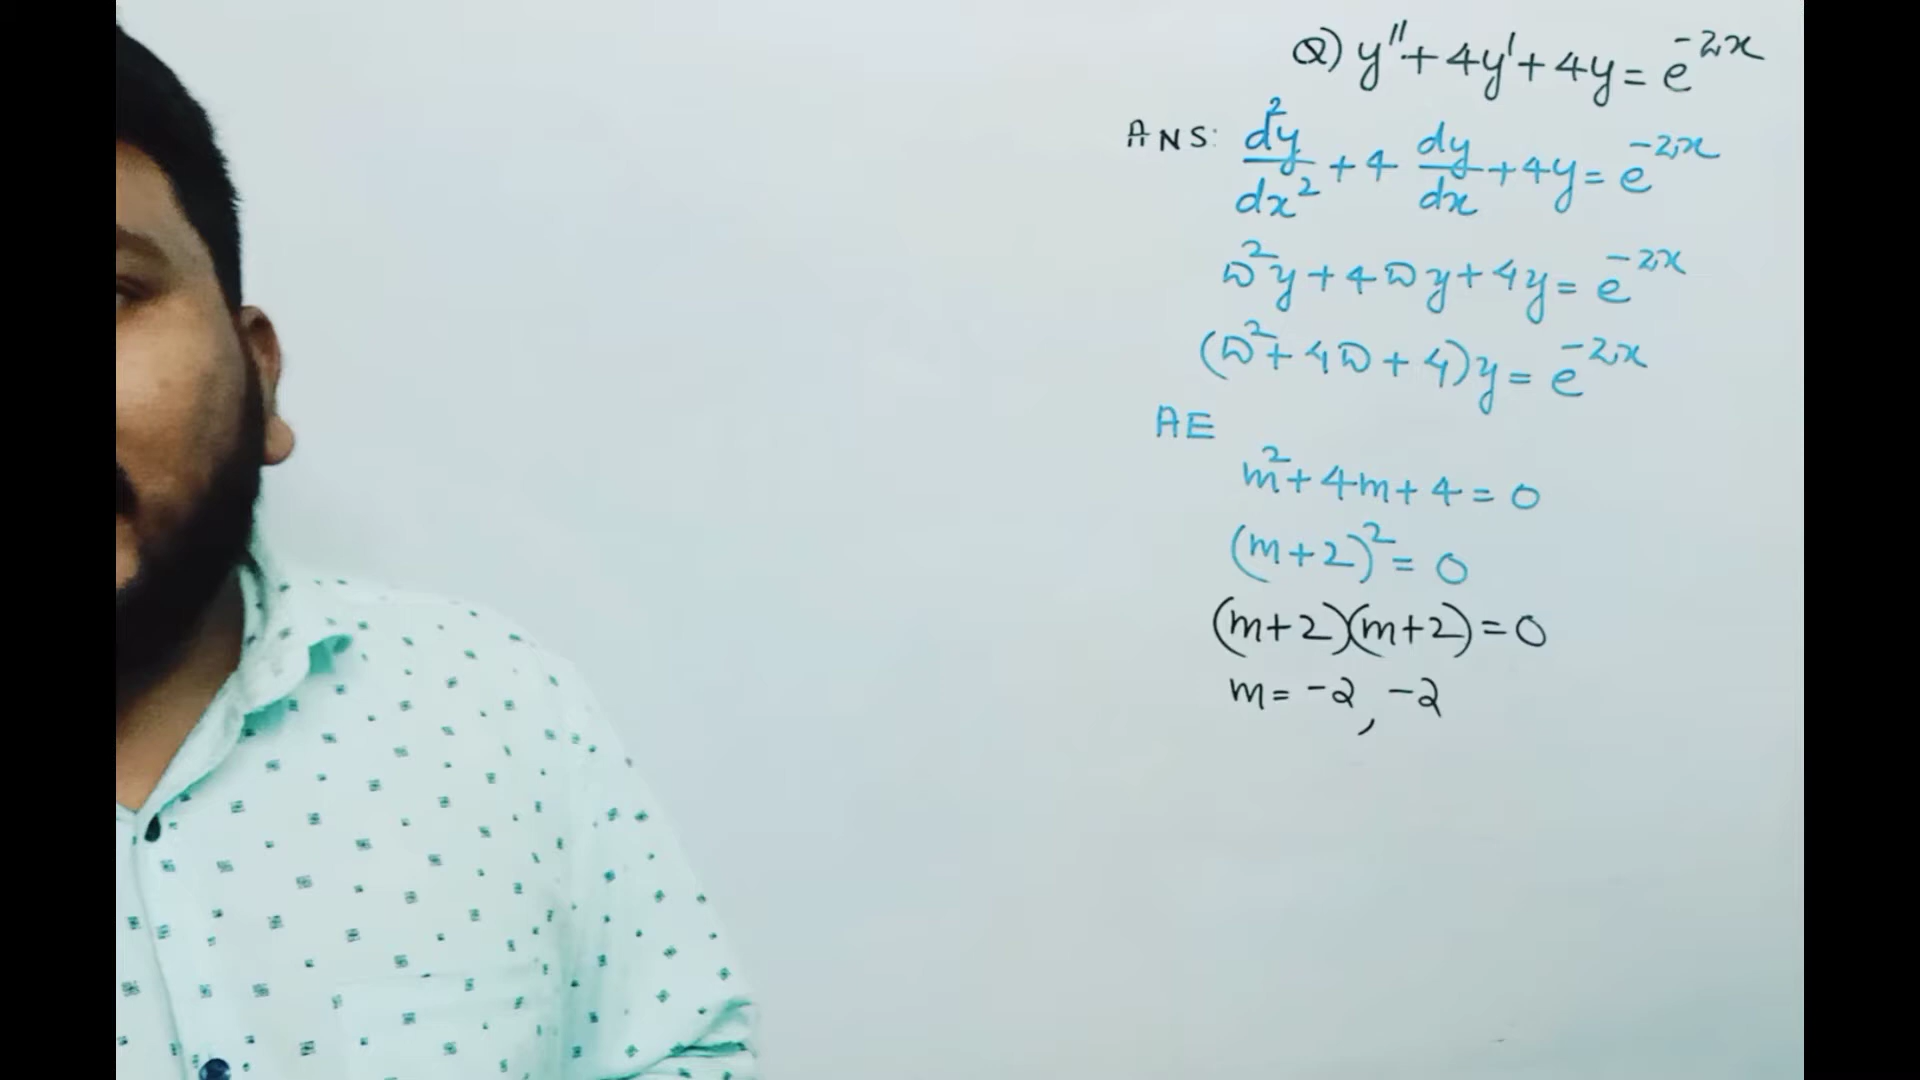 Q) y" + 4y' + 4y = e^{-2x}
ANS: d²y/dx² + 4 dy/dx + 4y = e^{-2x}
D²y + 4Dy + 4y = e^{-2x}
(D² + 4D + 4)y = e^{-2x}
AE
m² + 4m + 4 = 0
(m+2)² = 0
(m+2)(m+2) = 0
m = -2, -2